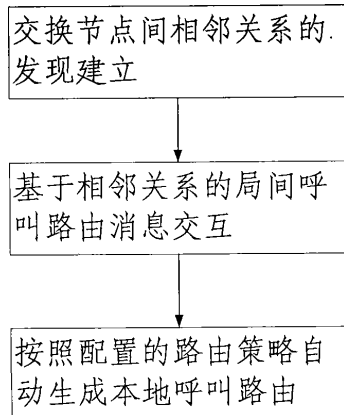 交换节点间相邻关系的.
发现建立
基于相邻关系的局间呼
叫路由消息交互
按照配置的路由策略自
动生成本地呼叫路由